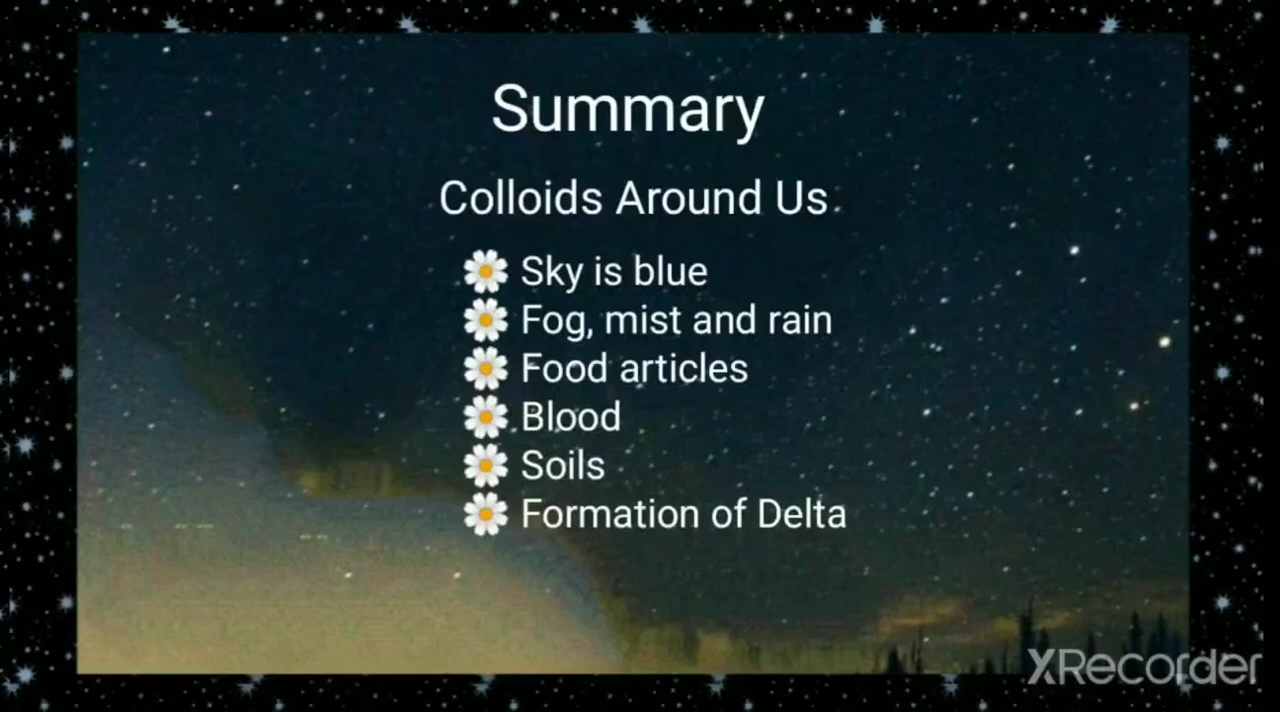 Summary
Colloids Around Us
Sky is blue
Fog, mist and rain
Food articles
Blood
Soils
Formation of Delta
XRecorder